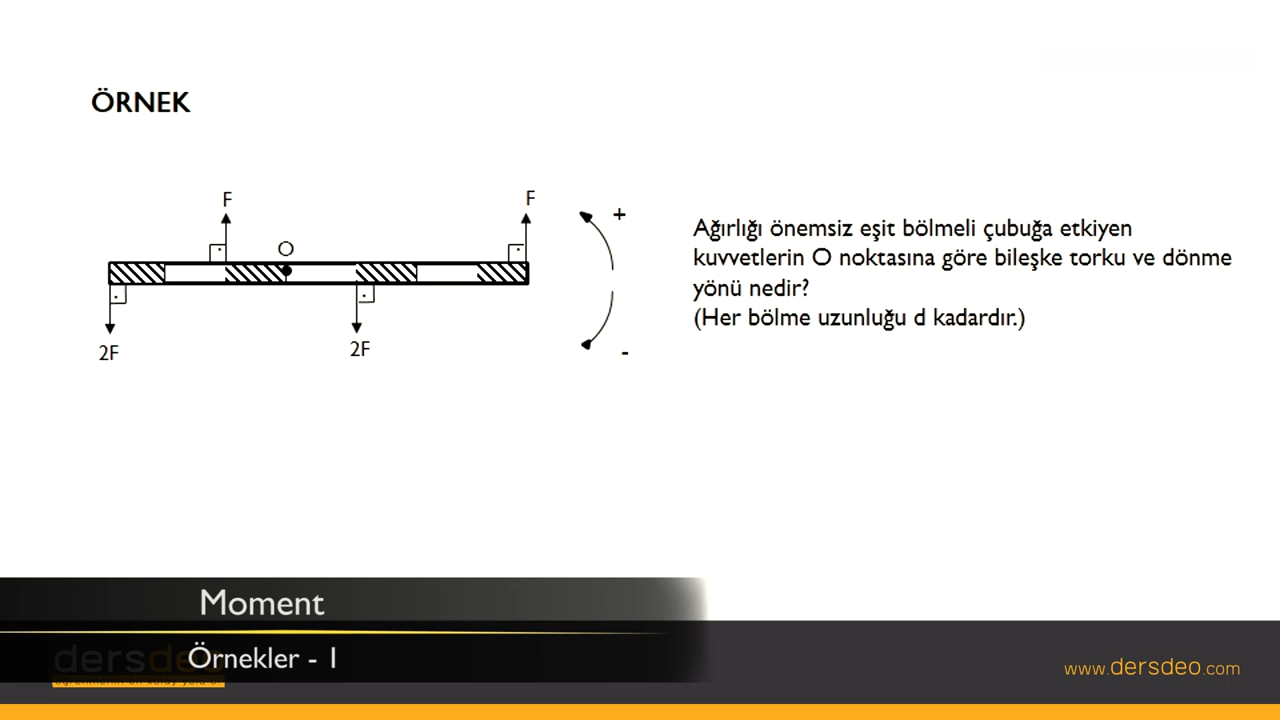 ÖRNEK
F
F
O
+
2F
2F
-
Ağırlığı önemsiz eşit bölmeli çubuğa etkiyen
kuvvetlerin O noktasına göre bileşke torku ve dönme
yönü nedir?
(Her bölme uzunluğu d kadardır.)
Moment
Örnekler - I
dersdeo
www.dersdeo.com